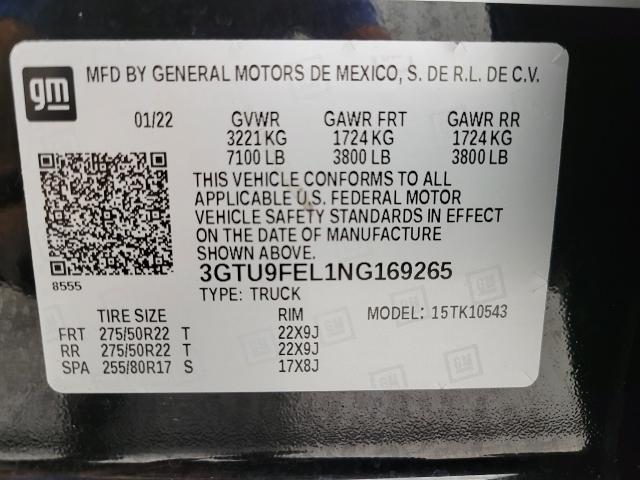 gm
MFD BY GENERAL MOTORS DE MEXICO, S. DE R.L. DE C.V.
01/22 GVWR GAWR FRT GAWR RR
3221 KG 1724 KG 1724 KG
7100 LB 3800 LB 3800 LB
THIS VEHICLE CONFORMS TO ALL
APPLICABLE U.S. FEDERAL MOTOR
VEHICLE SAFETY STANDARDS IN EFFECT
ON THE DATE OF MANUFACTURE
SHOWN ABOVE.
8555
3GTU9FEL1NG169265
TYPE: TRUCK
TIRE SIZE RIM MODEL: 15TK10543
FRT 275/50R22 T 22X9J
RR 275/50R22 T 22X9J
SPA 255/80R17 S 17X8J